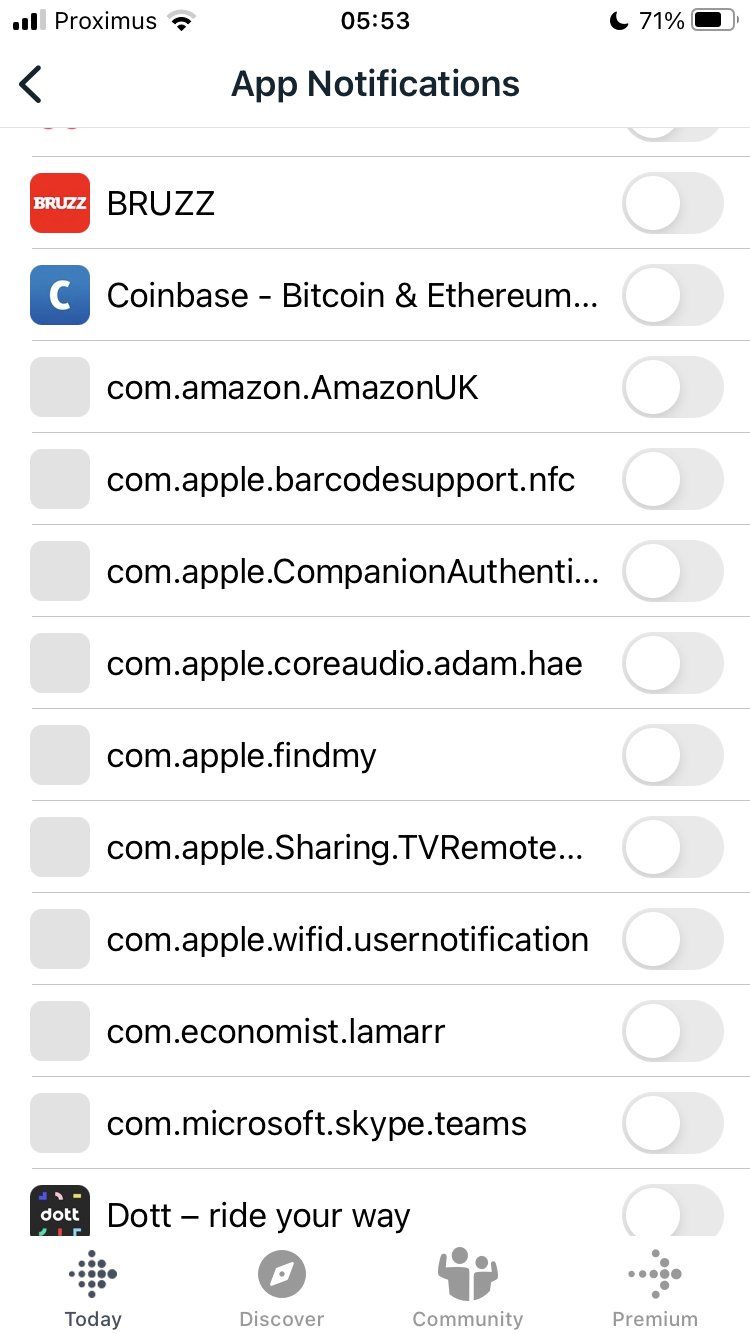 Proximus 05:53 71%
App Notifications
BRUZZ BRUZZ
C Coinbase - Bitcoin & Ethereum...
com.amazon.AmazonUK
com.apple.barcodesupport.nfc
com.apple.CompanionAuthenti...
com.apple.coreaudio.adam.hae
com.apple.findmy
com.apple.Sharing.TVRemote...
com.apple.wifid.usernotification
com.economist.lamarr
com.microsoft.skype.teams
dott Dott – ride your way
Today Discover Community Premium